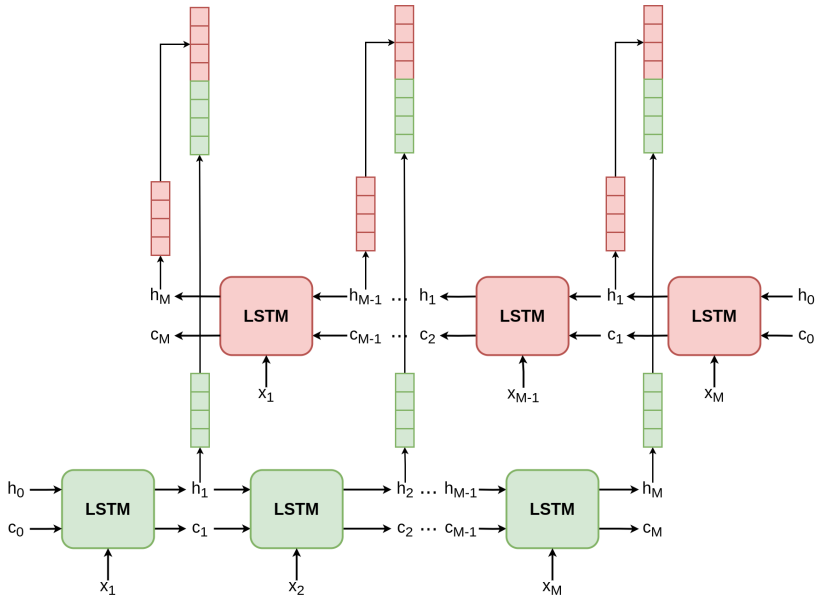 h_M h_{M-1} ... h_1 h_1 h_0
LSTM LSTM LSTM
c_M c_{M-1} ... c_2 c_1 c_0
x_1 x_{M-1} x_M
h_0 h_1 h_2 ... h_{M-1} h_M
LSTM LSTM LSTM
c_0 c_1 c_2 ... c_{M-1} c_M
x_1 x_2 x_M